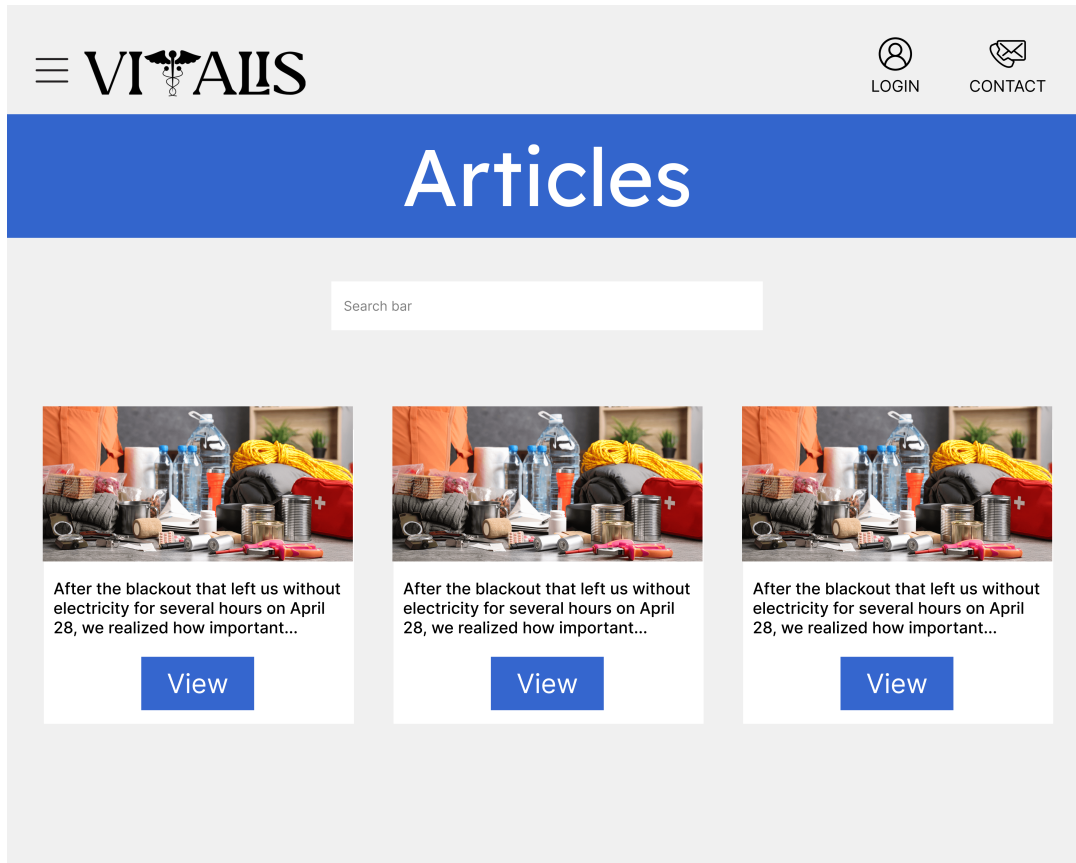 VITALIS
LOGIN
CONTACT
Articles
Search bar
After the blackout that left us without
electricity for several hours on April
28, we realized how important...
View
After the blackout that left us without
electricity for several hours on April
28, we realized how important...
View
After the blackout that left us without
electricity for several hours on April
28, we realized how important...
View